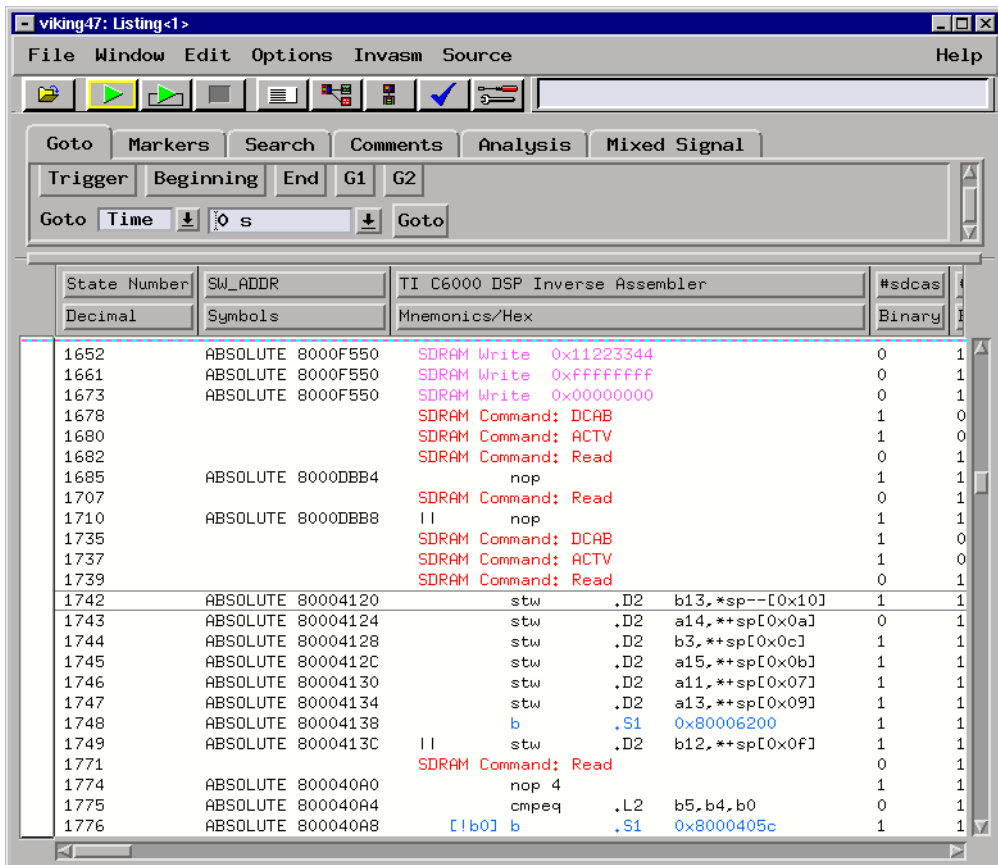 viking47: Listing<1>
File Window Edit Options Invasm Source Help
Goto Markers Search Comments Analysis Mixed Signal
Trigger Beginning End G1 G2
Goto Time 0 s Goto
State Number SW_ADDR TI C6000 DSP Inverse Assembler #sdcas
Decimal Symbols Mnemonics/Hex Binary
1652 ABSOLUTE 8000F550 SDRAM Write 0x11223344 0 1
1661 ABSOLUTE 8000F550 SDRAM Write 0xffffffff 0 1
1673 ABSOLUTE 8000F550 SDRAM Write 0x00000000 0 1
1678 SDRAM Command: DCAB 1 0
1680 SDRAM Command: ACTV 1 0
1682 SDRAM Command: Read 0 1
1685 ABSOLUTE 8000DBB4 nop 1 1
1707 SDRAM Command: Read 0 1
1710 ABSOLUTE 8000DBB8 || nop 1 1
1735 SDRAM Command: DCAB 1 0
1737 SDRAM Command: ACTV 1 0
1739 SDRAM Command: Read 0 1
1742 ABSOLUTE 80004120 stw .D2 b13,*sp--[0x10] 1 1
1743 ABSOLUTE 80004124 stw .D2 a14,*+sp[0x0a] 0 1
1744 ABSOLUTE 80004128 stw .D2 b3,*+sp[0x0c] 1 1
1745 ABSOLUTE 8000412C stw .D2 a15,*+sp[0x0b] 1 1
1746 ABSOLUTE 80004130 stw .D2 a11,*+sp[0x07] 1 1
1747 ABSOLUTE 80004134 stw .D2 a13,*+sp[0x09] 1 1
1748 ABSOLUTE 80004138 b .S1 0x80006200 1 1
1749 ABSOLUTE 8000413C || stw .D2 b12,*+sp[0x0f] 1 1
1771 SDRAM Command: Read 0 1
1774 ABSOLUTE 800040A0 nop 4 1 1
1775 ABSOLUTE 800040A4 cmpeq .L2 b5,b4,b0 0 1
1776 ABSOLUTE 800040A8 [!b0] b .S1 0x8000405c 1 1